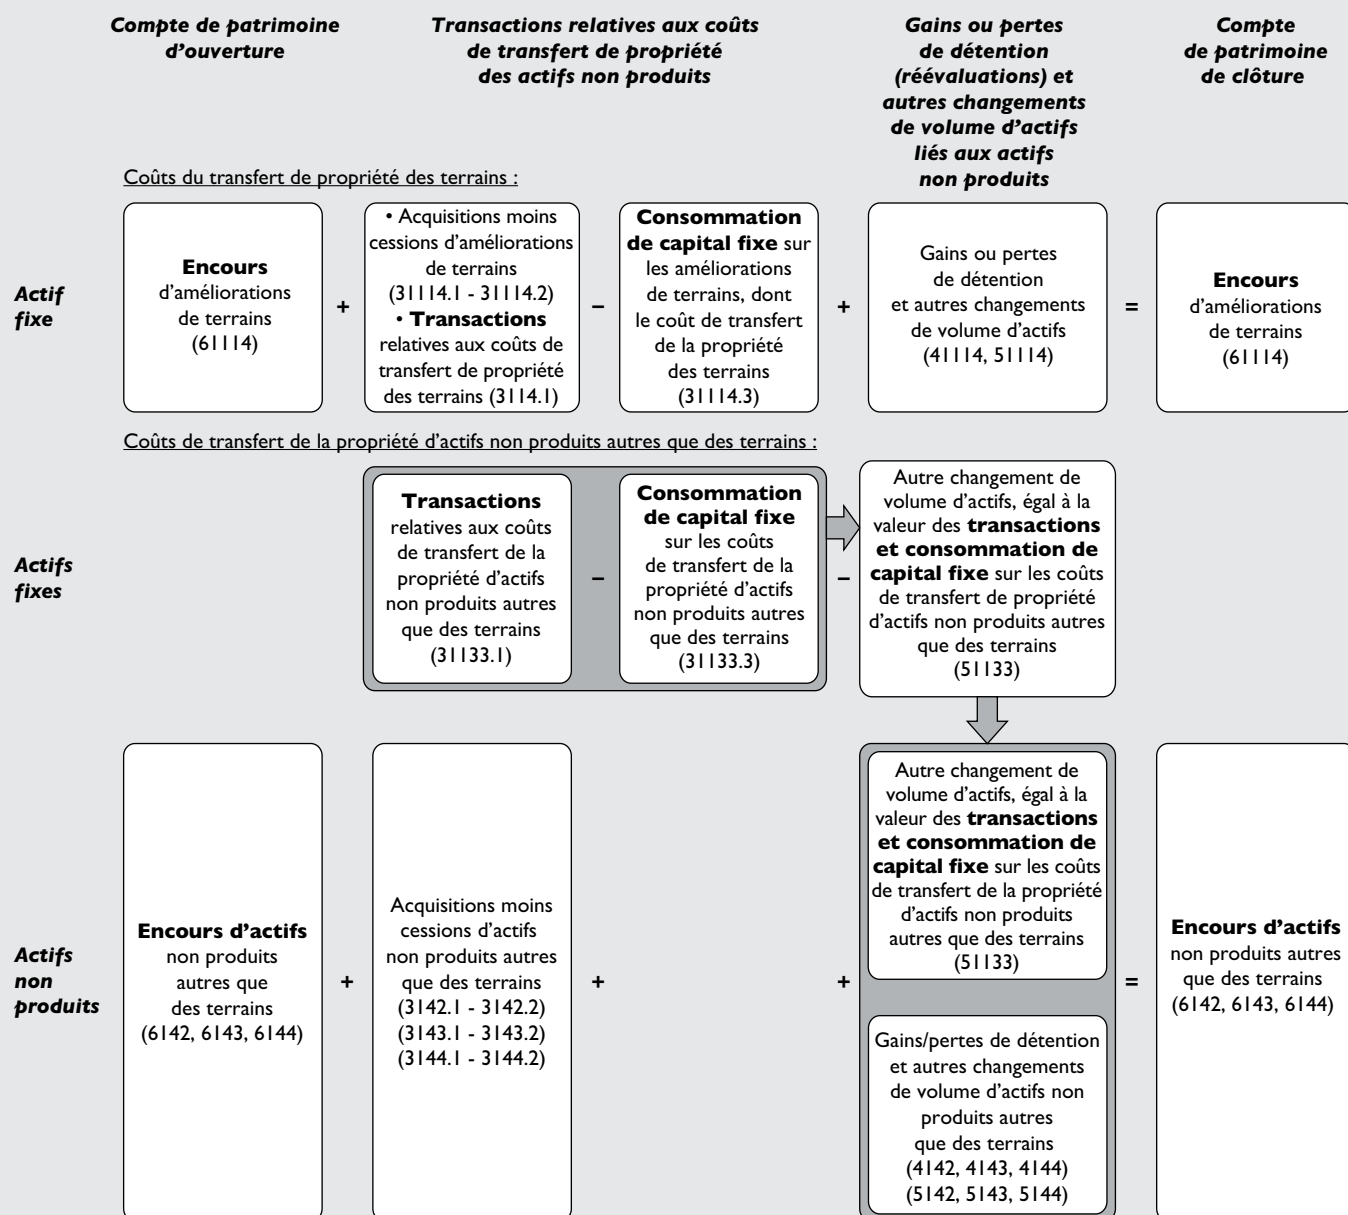 Compte de patrimoine
d'ouverture
Transactions relatives aux coûts
de transfert de propriété
des actifs non produits
Gains ou pertes
de détention
(réévaluations) et
autres changements
de volume d'actifs
liés aux actifs
non produits
Compte
de patrimoine
de clôture
Coûts du transfert de propriété des terrains :
Actif
fixe
Encours
d'améliorations
de terrains
(61114)
+
• Acquisitions moins
cessions d'améliorations
de terrains
(31114.1 - 31114.2)
• Transactions
relatives aux coûts de
transfert de propriété
des terrains (3114.1)
–
Consommation
de capital fixe sur
les améliorations
de terrains, dont
le coût de transfert
de la propriété
des terrains
(31114.3)
+
Gains ou pertes
de détention
et autres changements
de volume d'actifs
(41114, 51114)
=
Encours
d'améliorations
de terrains
(61114)
Coûts de transfert de la propriété d'actifs non produits autres que des terrains :
Actifs
fixes
Transactions
relatives aux coûts
de transfert de la
propriété d'actifs
non produits autres
que des terrains
(31133.1)
–
Consommation
de capital fixe
sur les coûts
de transfert de la
propriété d'actifs
non produits autres
que des terrains
(31133.3)
–
Autre changement de
volume d'actifs, égal à la
valeur des transactions
et consommation de
capital fixe sur les coûts
de transfert de propriété
d'actifs non produits autres
que des terrains
(51133)
Actifs
non
produits
Encours d'actifs
non produits
autres que
des terrains
(6142, 6143, 6144)
+
Acquisitions moins
cessions d'actifs
non produits autres
que des terrains
(3142.1 - 3142.2)
(3143.1 - 3143.2)
(3144.1 - 3144.2)
+
+
Autre changement de
volume d'actifs, égal à la
valeur des transactions
et consommation de
capital fixe sur les coûts
de transfert de la propriété
d'actifs non produits
autres que des terrains
(51133)
Gains/pertes de détention
et autres changements
de volume d'actifs non
produits autres
que des terrains
(4142, 4143, 4144)
(5142, 5143, 5144)
=
Encours d'actifs
non produits autres
que des terrains
(6142, 6143, 6144)